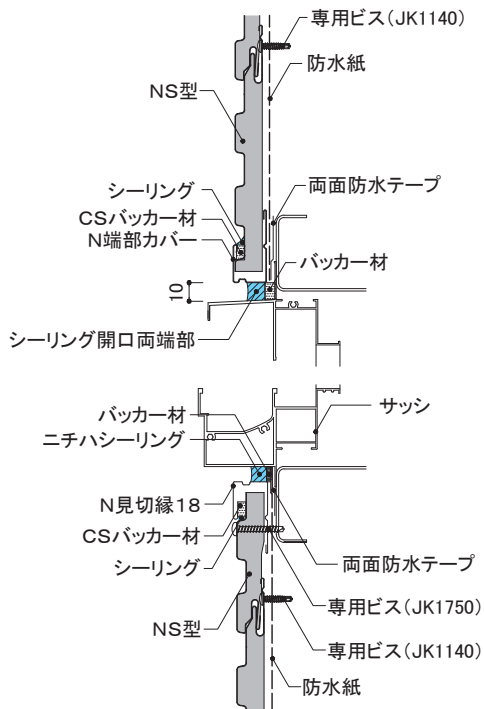 専用ビス(JK1140)
防水紙
NS型
両面防水テープ
シーリング
CSバッカー材
N端部カバー
バッカー材
10
シーリング開口両端部
バッカー材
サッシ
ニチハシーリング
N見切縁18
CSバッカー材
シーリング
両面防水テープ
専用ビス(JK1750)
NS型
専用ビス(JK1140)
防水紙